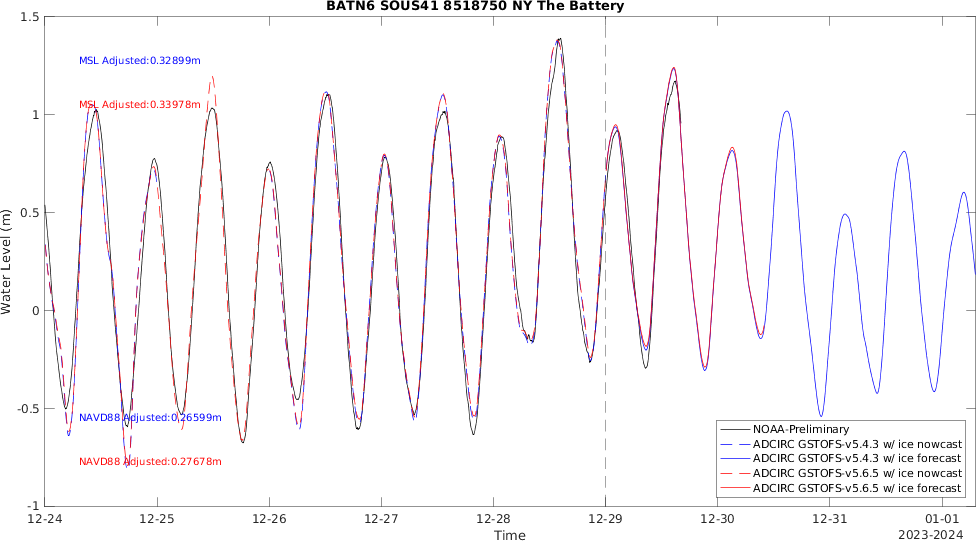 BATN6 SOUS41 8518750 NY The Battery
1.5
1
0.5
0
-0.5
-1
Water Level (m)
MSL Adjusted:0.32899m
MSL Adjusted:0.33978m
NAVD88 Adjusted:0.26599m
NAVD88 Adjusted:0.27678m
NOAA-Preliminary
ADCIRC GSTOFS-v5.4.3 w/ ice nowcast
ADCIRC GSTOFS-v5.4.3 w/ ice forecast
ADCIRC GSTOFS-v5.6.5 w/ ice nowcast
ADCIRC GSTOFS-v5.6.5 w/ ice forecast
12-24 12-25 12-26 12-27 12-28 12-29 12-30 12-31 01-01
Time
2023-2024